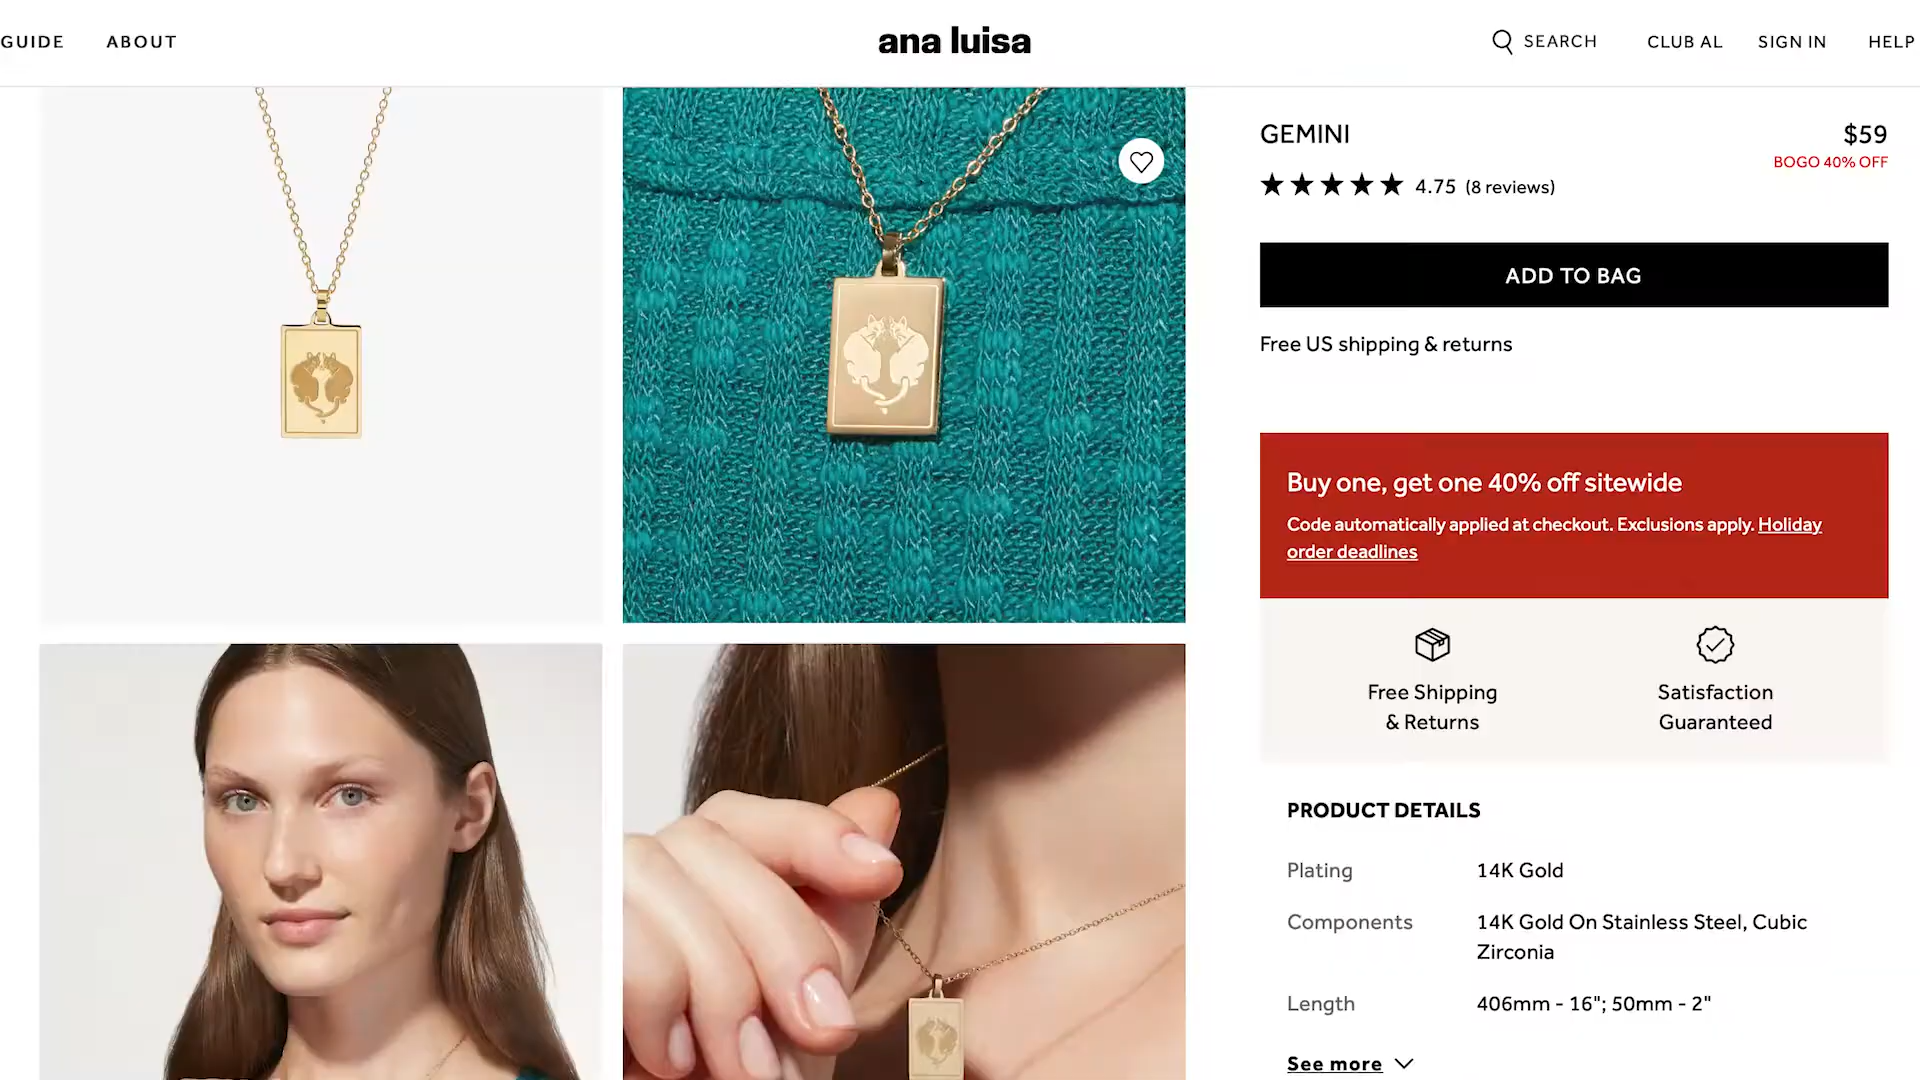 GUIDE
ABOUT
ana luisa
SEARCH
CLUB AL
SIGN IN
HELP
GEMINI
$59
BOGO 40% OFF
4.75 (8 reviews)
ADD TO BAG
Free US shipping & returns
Buy one, get one 40% off sitewide
Code automatically applied at checkout. Exclusions apply. Holiday
order deadlines
Free Shipping
& Returns
Satisfaction
Guaranteed
PRODUCT DETAILS
Plating
14K Gold
Components
14K Gold On Stainless Steel, Cubic
Zirconia
Length
406mm - 16"; 50mm - 2"
See more